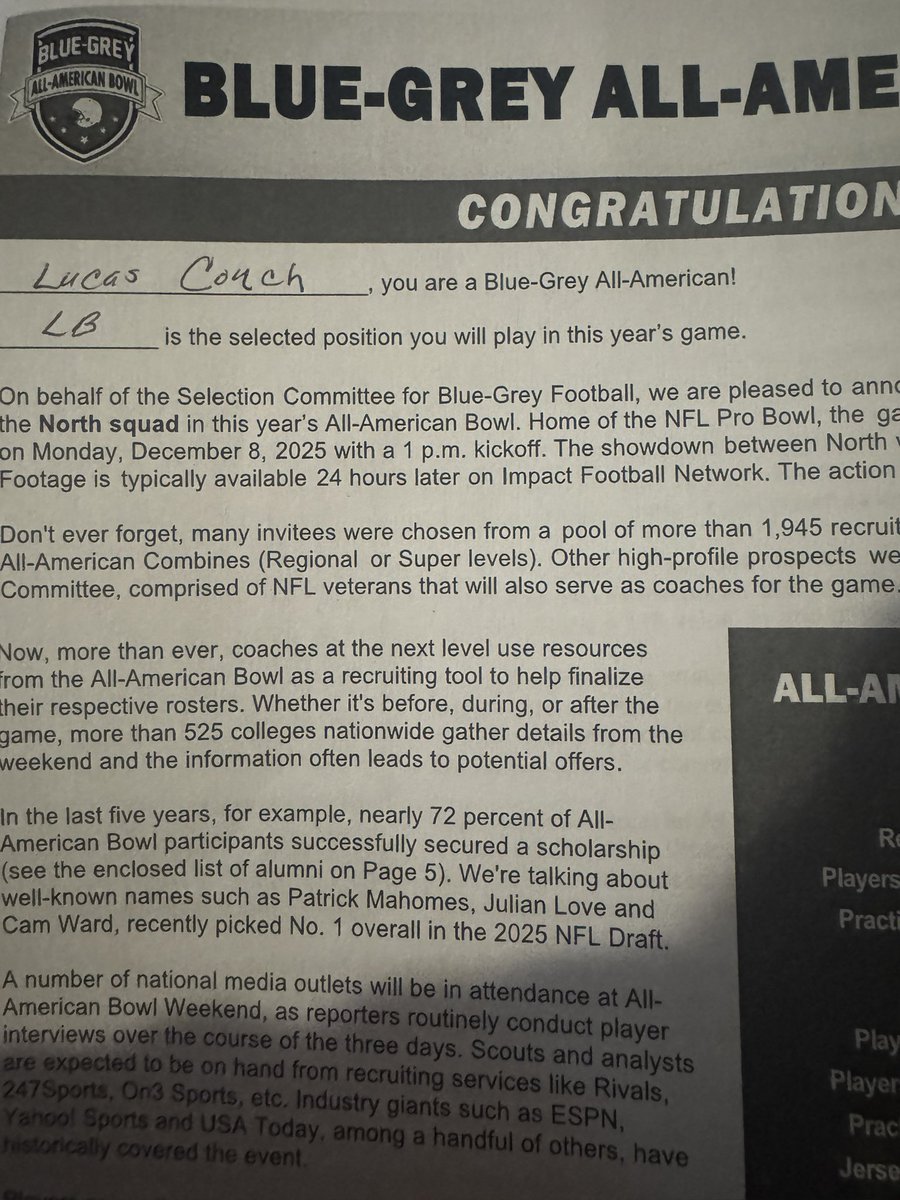 BLUE-GREY
ALL-AMERICAN BOWL
BLUE-GREY ALL-AME
CONGRATULATION
Lucas Couch, you are a Blue-Grey All-American!
LB is the selected position you will play in this year's game.
On behalf of the Selection Committee for Blue-Grey Football, we are pleased to anno
the North squad in this year's All-American Bowl. Home of the NFL Pro Bowl, the ga
on Monday, December 8, 2025 with a 1 p.m. kickoff. The showdown between North v
Footage is typically available 24 hours later on Impact Football Network. The action
Don't ever forget, many invitees were chosen from a pool of more than 1,945 recruit
All-American Combines (Regional or Super levels). Other high-profile prospects we
Committee, comprised of NFL veterans that will also serve as coaches for the game.
Now, more than ever, coaches at the next level use resources
from the All-American Bowl as a recruiting tool to help finalize
their respective rosters. Whether it's before, during, or after the
game, more than 525 colleges nationwide gather details from the
weekend and the information often leads to potential offers.
ALL-AM
In the last five years, for example, nearly 72 percent of All-
American Bowl participants successfully secured a scholarship
(see the enclosed list of alumni on Page 5). We're talking about
well-known names such as Patrick Mahomes, Julian Love and
Cam Ward, recently picked No. 1 overall in the 2025 NFL Draft.
Re
Players
Practi
A number of national media outlets will be in attendance at All-
American Bowl Weekend, as reporters routinely conduct player
interviews over the course of the three days. Scouts and analysts
are expected to be on hand from recruiting services like Rivals,
247Sports, On3 Sports, etc. Industry giants such as ESPN,
Yahoo! Sports and USA Today, among a handful of others, have
historically covered the event.
Play
Player
Prac
Jerse